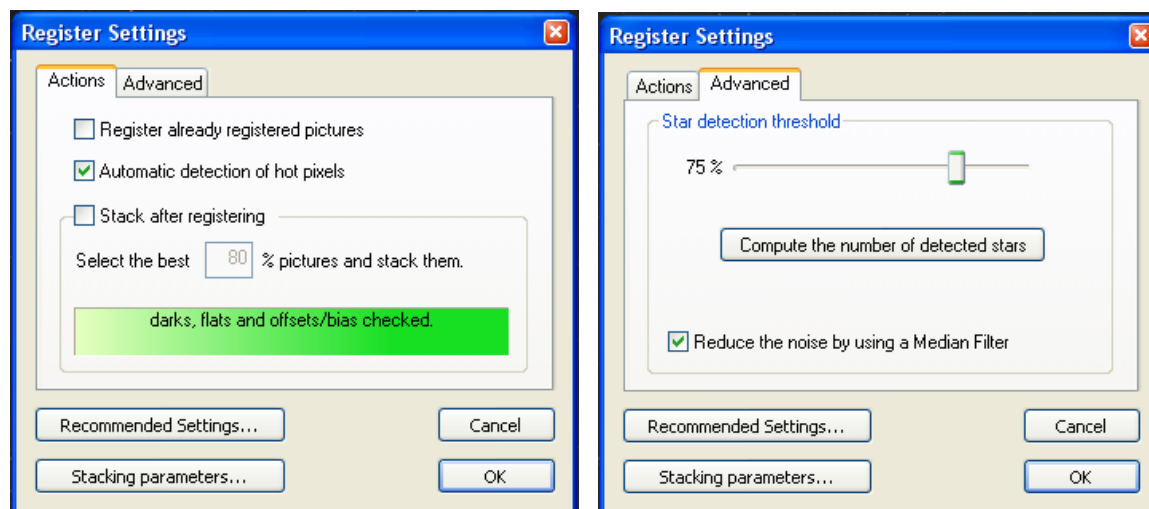 Register Settings
Actions Advanced
Register already registered pictures
Automatic detection of hot pixels
Stack after registering
Select the best 80 % pictures and stack them.
darks, flats and offsets/bias checked.
Recommended Settings... Cancel
Stacking parameters... OK
Register Settings
Actions Advanced
Star detection threshold
75 %
Compute the number of detected stars
Reduce the noise by using a Median Filter
Recommended Settings... Cancel
Stacking parameters... OK